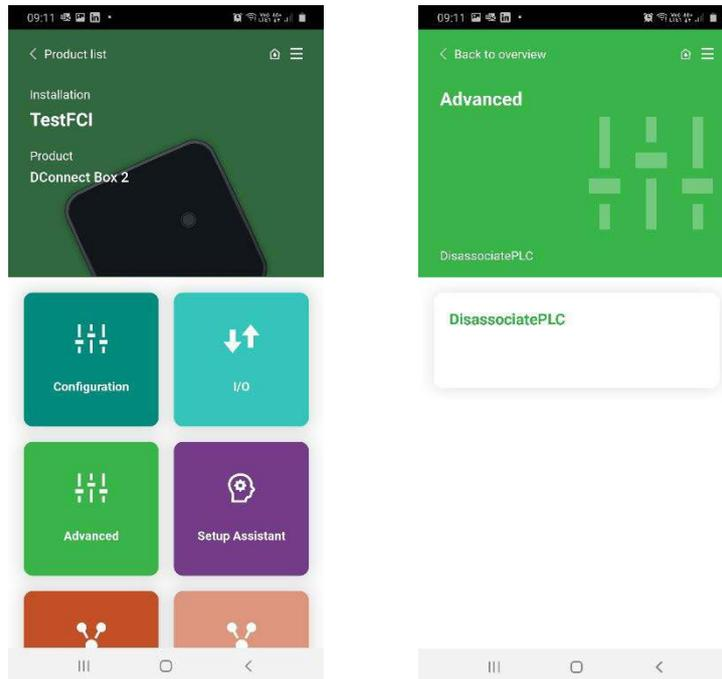 09:11
Product list
Installation
TestFCI
Product
DConnect Box 2
Configuration
I/O
Advanced
Setup Assistant
09:11
Back to overview
Advanced
DisassociatePLC
DisassociatePLC